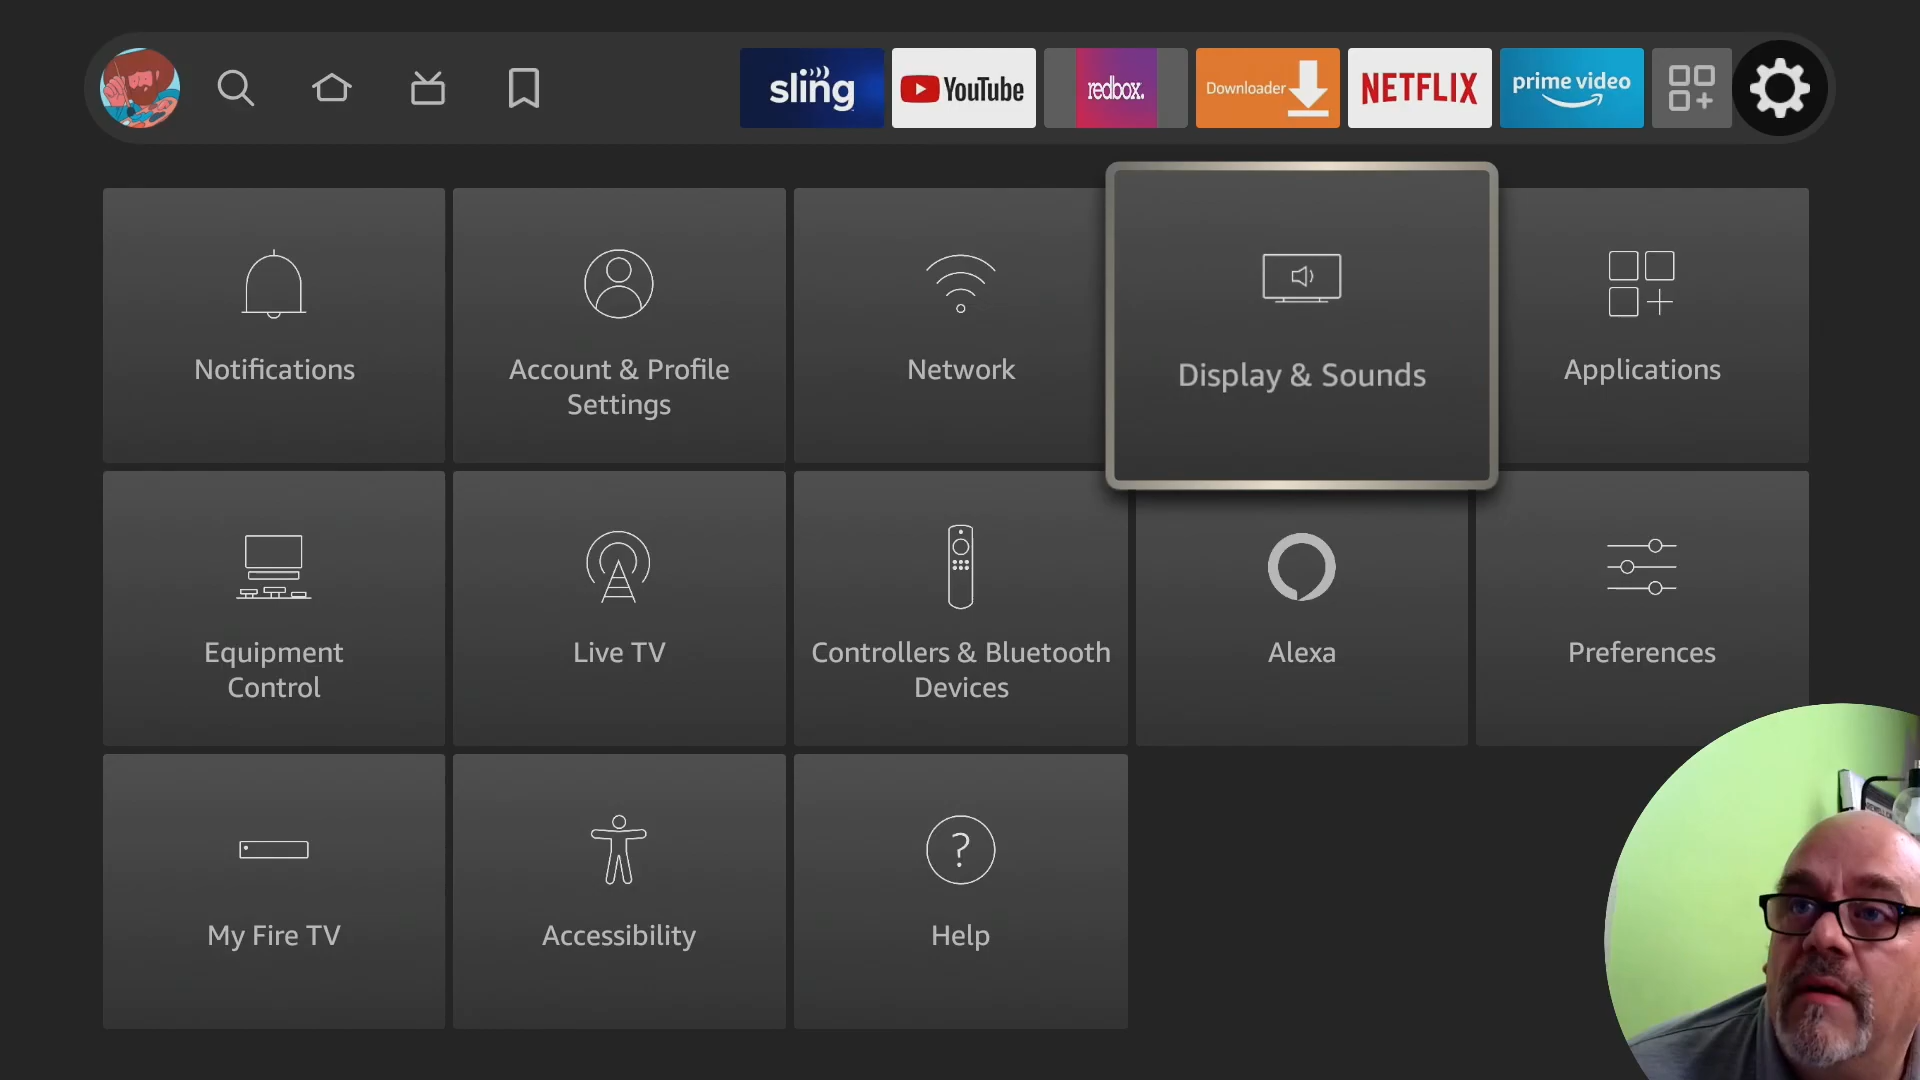 sling
YouTube
redbox.
Downloader
NETFLIX
prime video
Notifications
Account & Profile
Settings
Network
Display & Sounds
Applications
Equipment
Control
Live TV
Controllers & Bluetooth
Devices
Alexa
Preferences
My Fire TV
Accessibility
?
Help